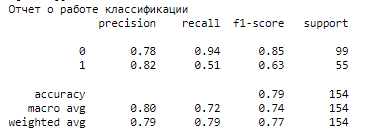 Отчет о работе классификации
precision recall f1-score support
0 0.78 0.94 0.85 99
1 0.82 0.51 0.63 55
accuracy 0.79 154
macro avg 0.80 0.72 0.74 154
weighted avg 0.79 0.79 0.77 154